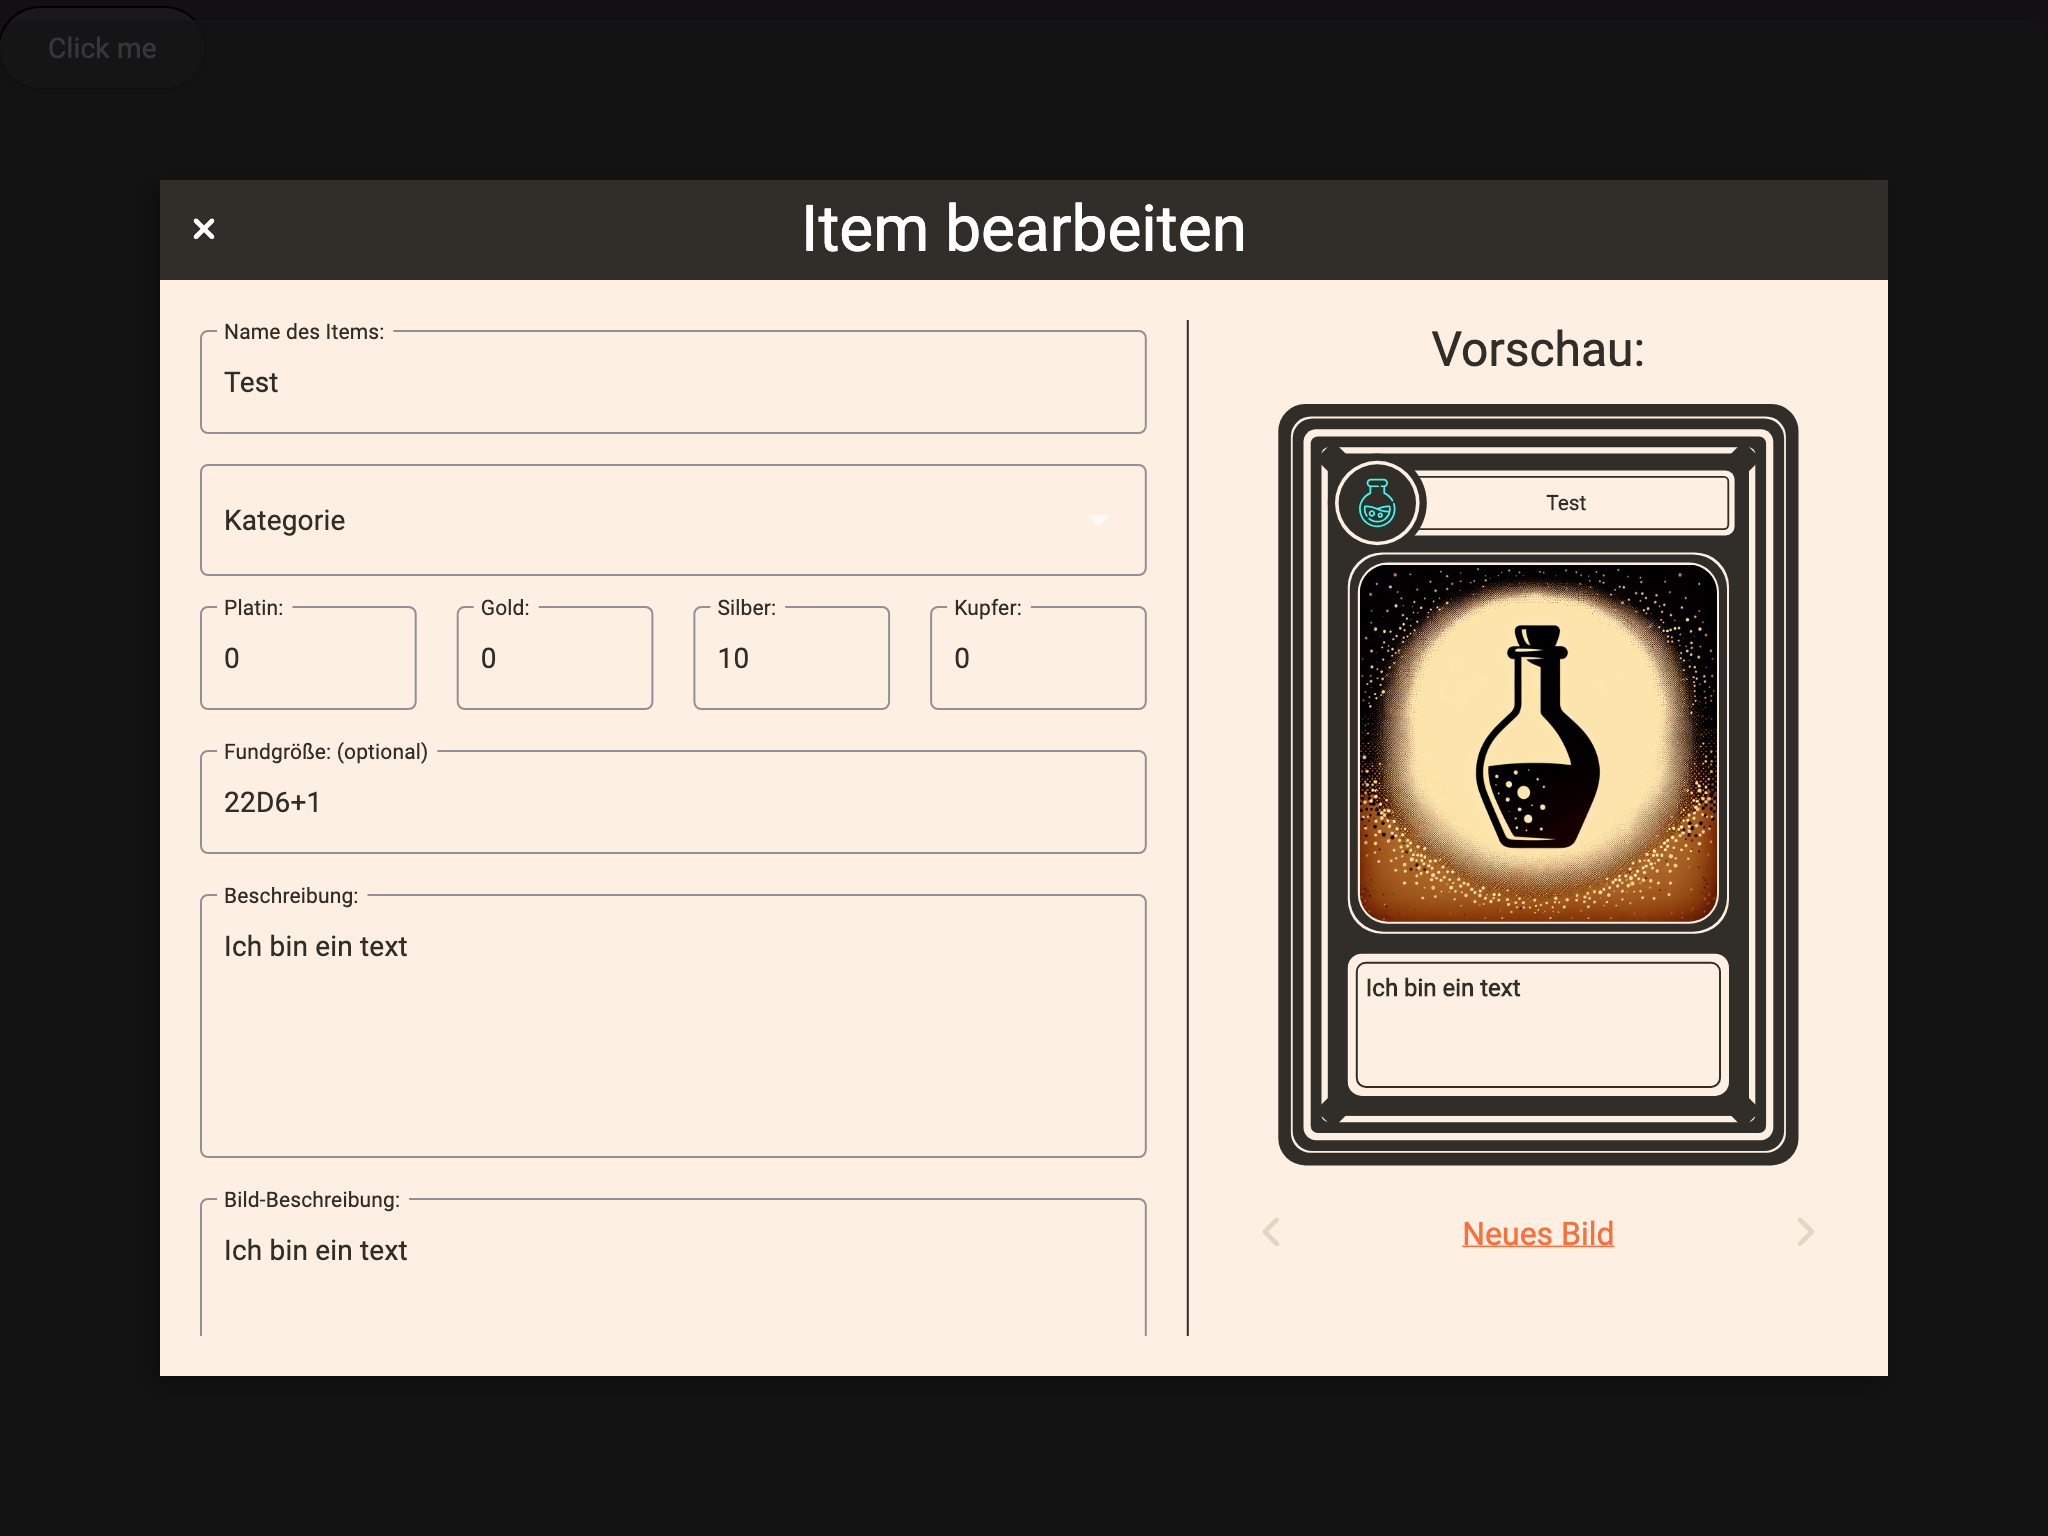 Click me
Item bearbeiten
Name des Items:
Test
Kategorie
Platin:
0
Gold:
0
Silber:
10
Kupfer:
0
Fundgröße: (optional)
22D6+1
Beschreibung:
Ich bin ein text
Bild-Beschreibung:
Ich bin ein text
Vorschau:
Test
Ich bin ein text
Neues Bild